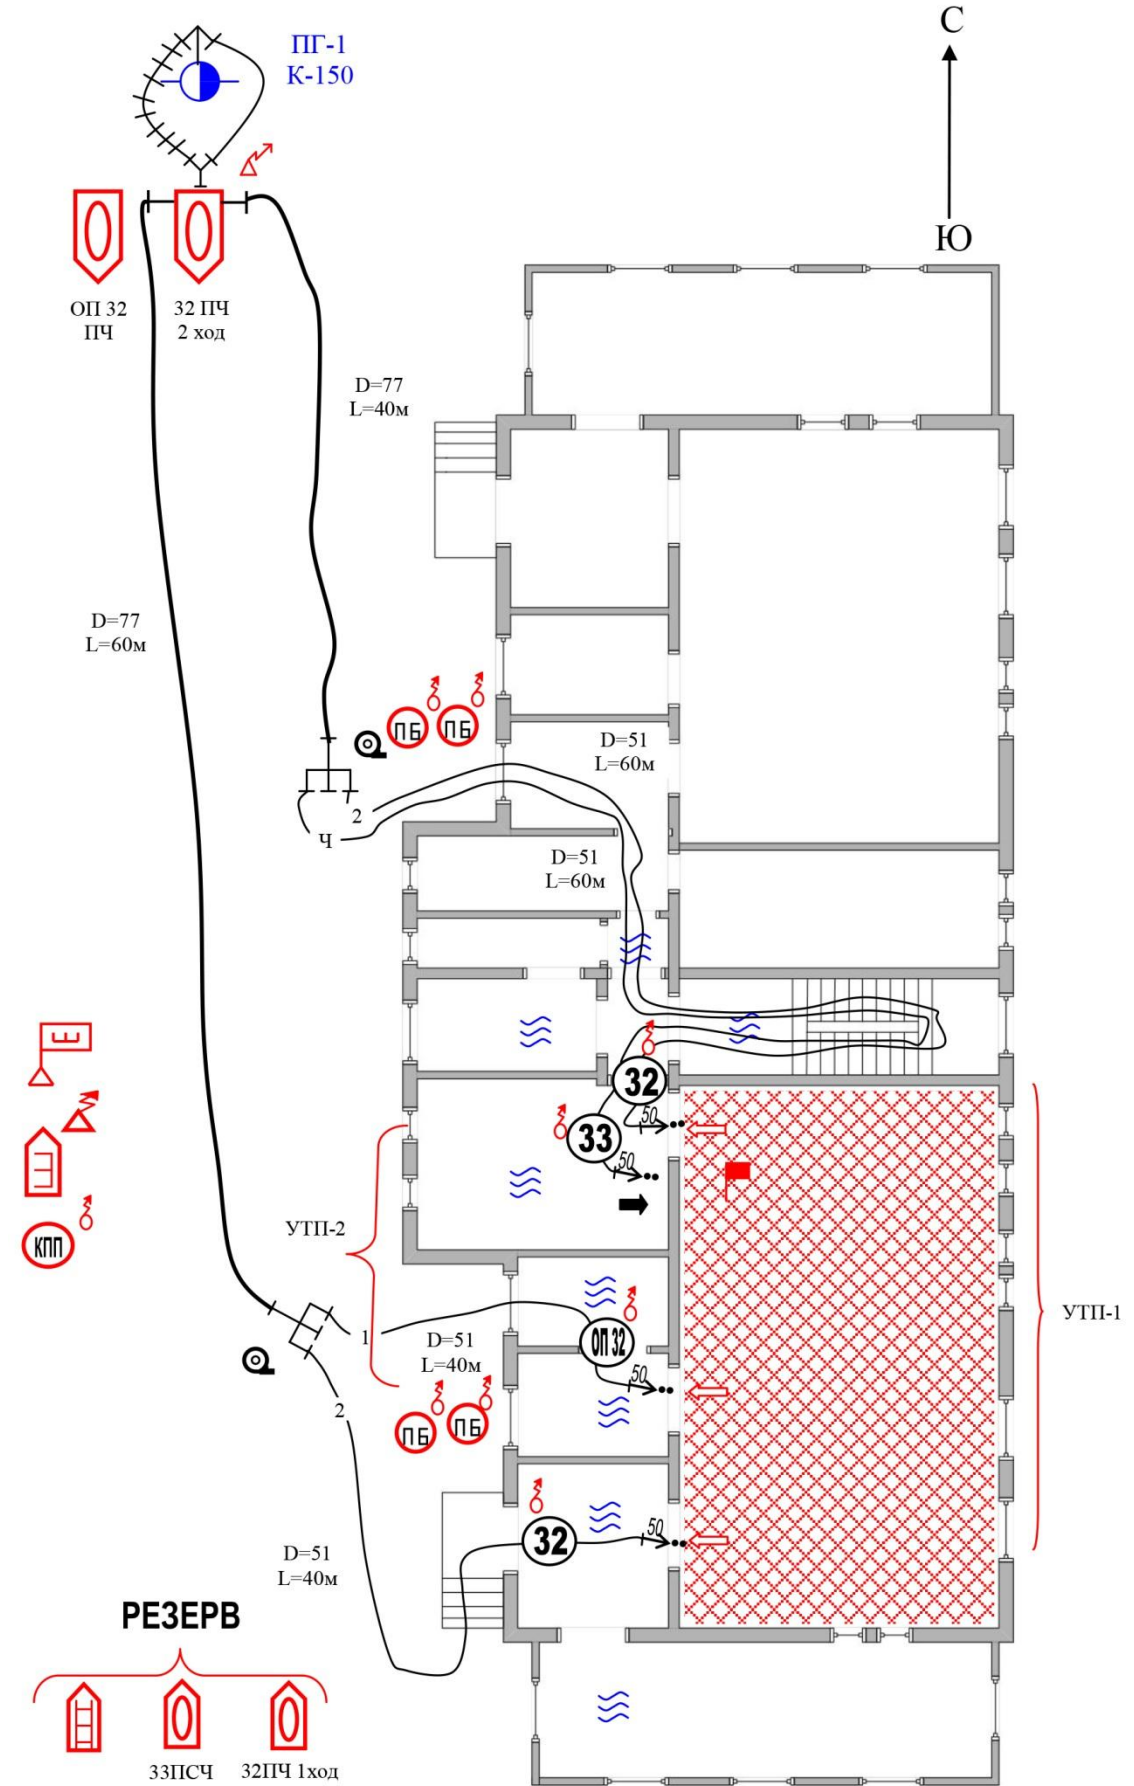 С
ПГ-1
К-150
Ю
ОП 32
ПЧ
32 ПЧ
2 ход
D=77
L=40м
D=77
L=60м
ПБ
ПБ
D=51
L=60м
2
Ч
D=51
L=60м
Ш
32
50
33
50
УТП-2
КПП
УТП-1
1
ОП 32
D=51
L=40м
50
2
ПБ
ПБ
32
50
D=51
L=40м
РЕЗЕРВ
33ПСЧ
32ПЧ 1ход